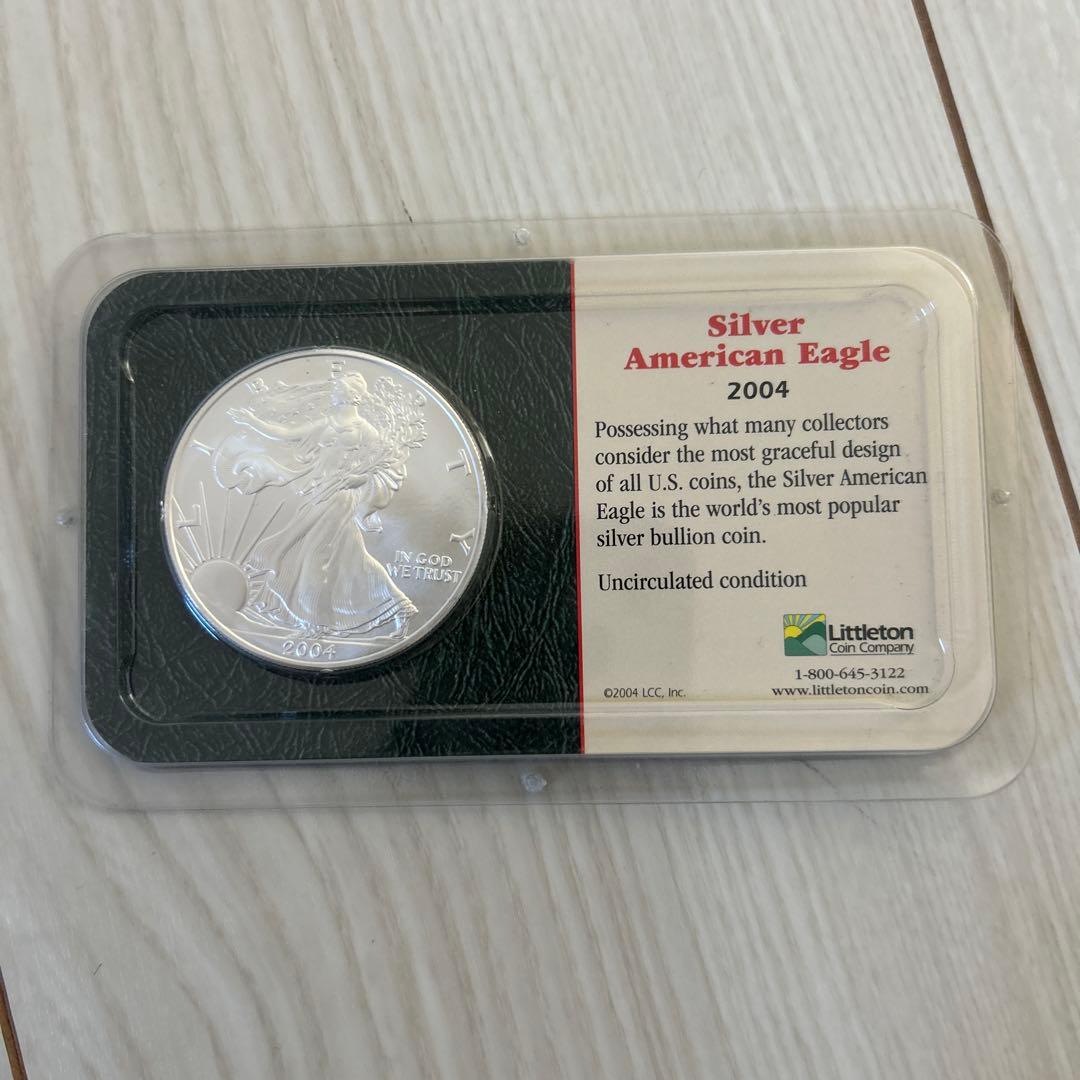 LIBERTY
IN GOD
WE TRUST
2004
Silver
American Eagle
2004
Possessing what many collectors
consider the most graceful design
of all U.S. coins, the Silver American
Eagle is the world's most popular
silver bullion coin.
Uncirculated condition
Littleton
Coin Company
1-800-645-3122
©2004 LCC, Inc.
www.littletoncoin.com